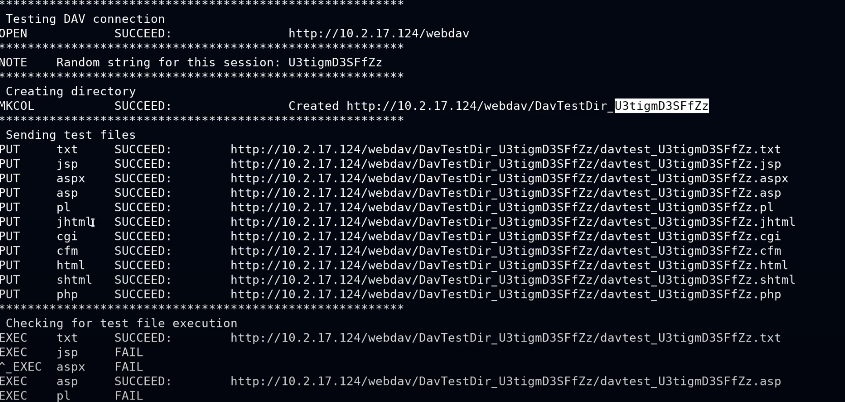 *******************************************************
Testing DAV connection
OPEN SUCCEED: http://10.2.17.124/webdav
*******************************************************
NOTE Random string for this session: U3tigmD3SFfZz
*******************************************************
Creating directory
MKCOL SUCCEED: Created http://10.2.17.124/webdav/DavTestDir_U3tigmD3SFfZz
*******************************************************
Sending test files
PUT txt SUCCEED: http://10.2.17.124/webdav/DavTestDir_U3tigmD3SFfZz/davtest_U3tigmD3SFfZz.txt
PUT jsp SUCCEED: http://10.2.17.124/webdav/DavTestDir_U3tigmD3SFfZz/davtest_U3tigmD3SFfZz.jsp
PUT aspx SUCCEED: http://10.2.17.124/webdav/DavTestDir_U3tigmD3SFfZz/davtest_U3tigmD3SFfZz.aspx
PUT asp SUCCEED: http://10.2.17.124/webdav/DavTestDir_U3tigmD3SFfZz/davtest_U3tigmD3SFfZz.asp
PUT pl SUCCEED: http://10.2.17.124/webdav/DavTestDir_U3tigmD3SFfZz/davtest_U3tigmD3SFfZz.pl
PUT jhtml SUCCEED: http://10.2.17.124/webdav/DavTestDir_U3tigmD3SFfZz/davtest_U3tigmD3SFfZz.jhtml
PUT cgi SUCCEED: http://10.2.17.124/webdav/DavTestDir_U3tigmD3SFfZz/davtest_U3tigmD3SFfZz.cgi
PUT cfm SUCCEED: http://10.2.17.124/webdav/DavTestDir_U3tigmD3SFfZz/davtest_U3tigmD3SFfZz.cfm
PUT html SUCCEED: http://10.2.17.124/webdav/DavTestDir_U3tigmD3SFfZz/davtest_U3tigmD3SFfZz.html
PUT shtml SUCCEED: http://10.2.17.124/webdav/DavTestDir_U3tigmD3SFfZz/davtest_U3tigmD3SFfZz.shtml
PUT php SUCCEED: http://10.2.17.124/webdav/DavTestDir_U3tigmD3SFfZz/davtest_U3tigmD3SFfZz.php
*******************************************************
Checking for test file execution
EXEC txt SUCCEED: http://10.2.17.124/webdav/DavTestDir_U3tigmD3SFfZz/davtest_U3tigmD3SFfZz.txt
EXEC jsp FAIL
^_EXEC aspx FAIL
EXEC asp SUCCEED: http://10.2.17.124/webdav/DavTestDir_U3tigmD3SFfZz/davtest_U3tigmD3SFfZz.asp
EXEC pl FAIL